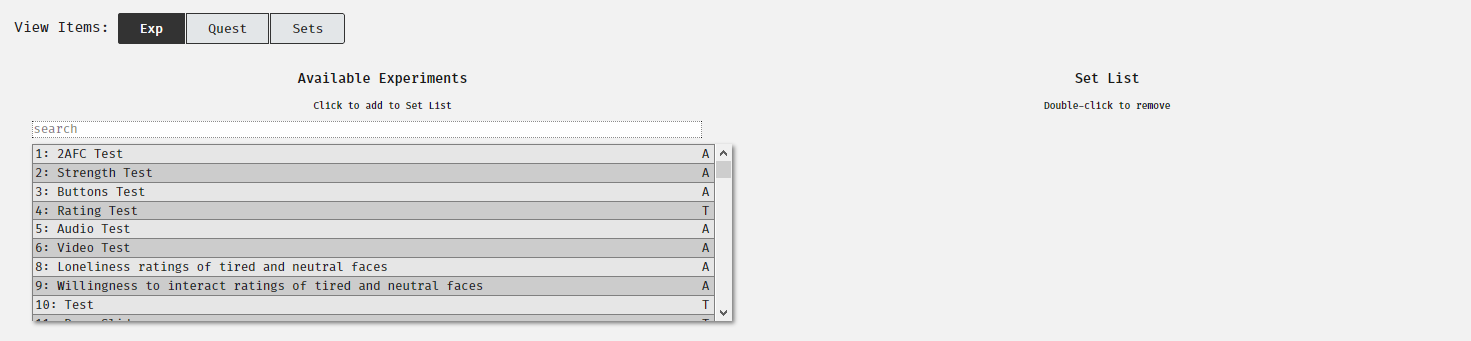 View Items: Exp Quest Sets
Available Experiments
Click to add to Set List
search
1: 2AFC Test A
2: Strength Test A
3: Buttons Test A
4: Rating Test T
5: Audio Test A
6: Video Test A
8: Loneliness ratings of tired and neutral faces A
9: Willingness to interact ratings of tired and neutral faces A
10: Test T
Set List
Double-click to remove